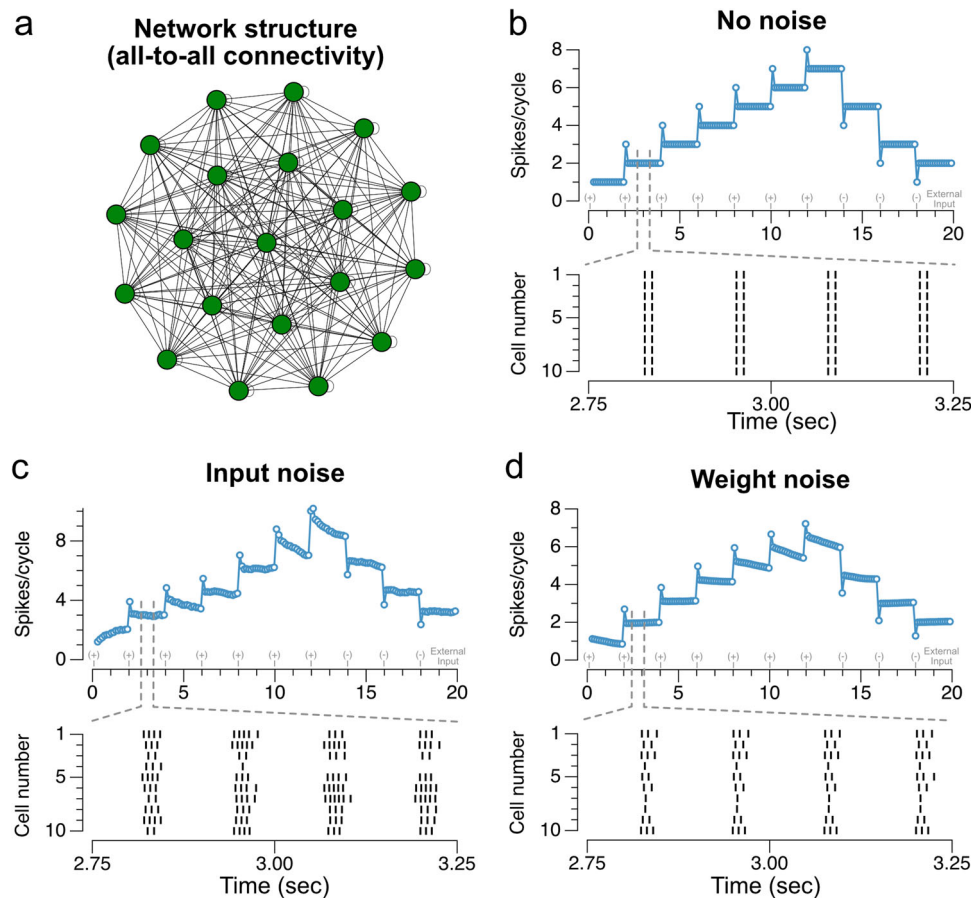 a
Network structure
(all-to-all connectivity)
b
No noise
Spikes/cycle
8
6
4
2
0
(+) (+) (+) (+) (+) (+) (+) (-) (-) (-)
External
Input
0 5 10 15 20
Cell number
1
5
10
2.75 3.00 3.25
Time (sec)
c
Input noise
Spikes/cycle
8
4
0
(+) (+) (+) (+) (+) (+) (+) (-) (-) (-)
External
Input
0 5 10 15 20
Cell number
1
5
10
2.75 3.00 3.25
Time (sec)
d
Weight noise
Spikes/cycle
8
6
4
2
0
(+) (+) (+) (+) (+) (+) (+) (-) (-) (-)
External
Input
0 5 10 15 20
Cell number
1
5
10
2.75 3.00 3.25
Time (sec)